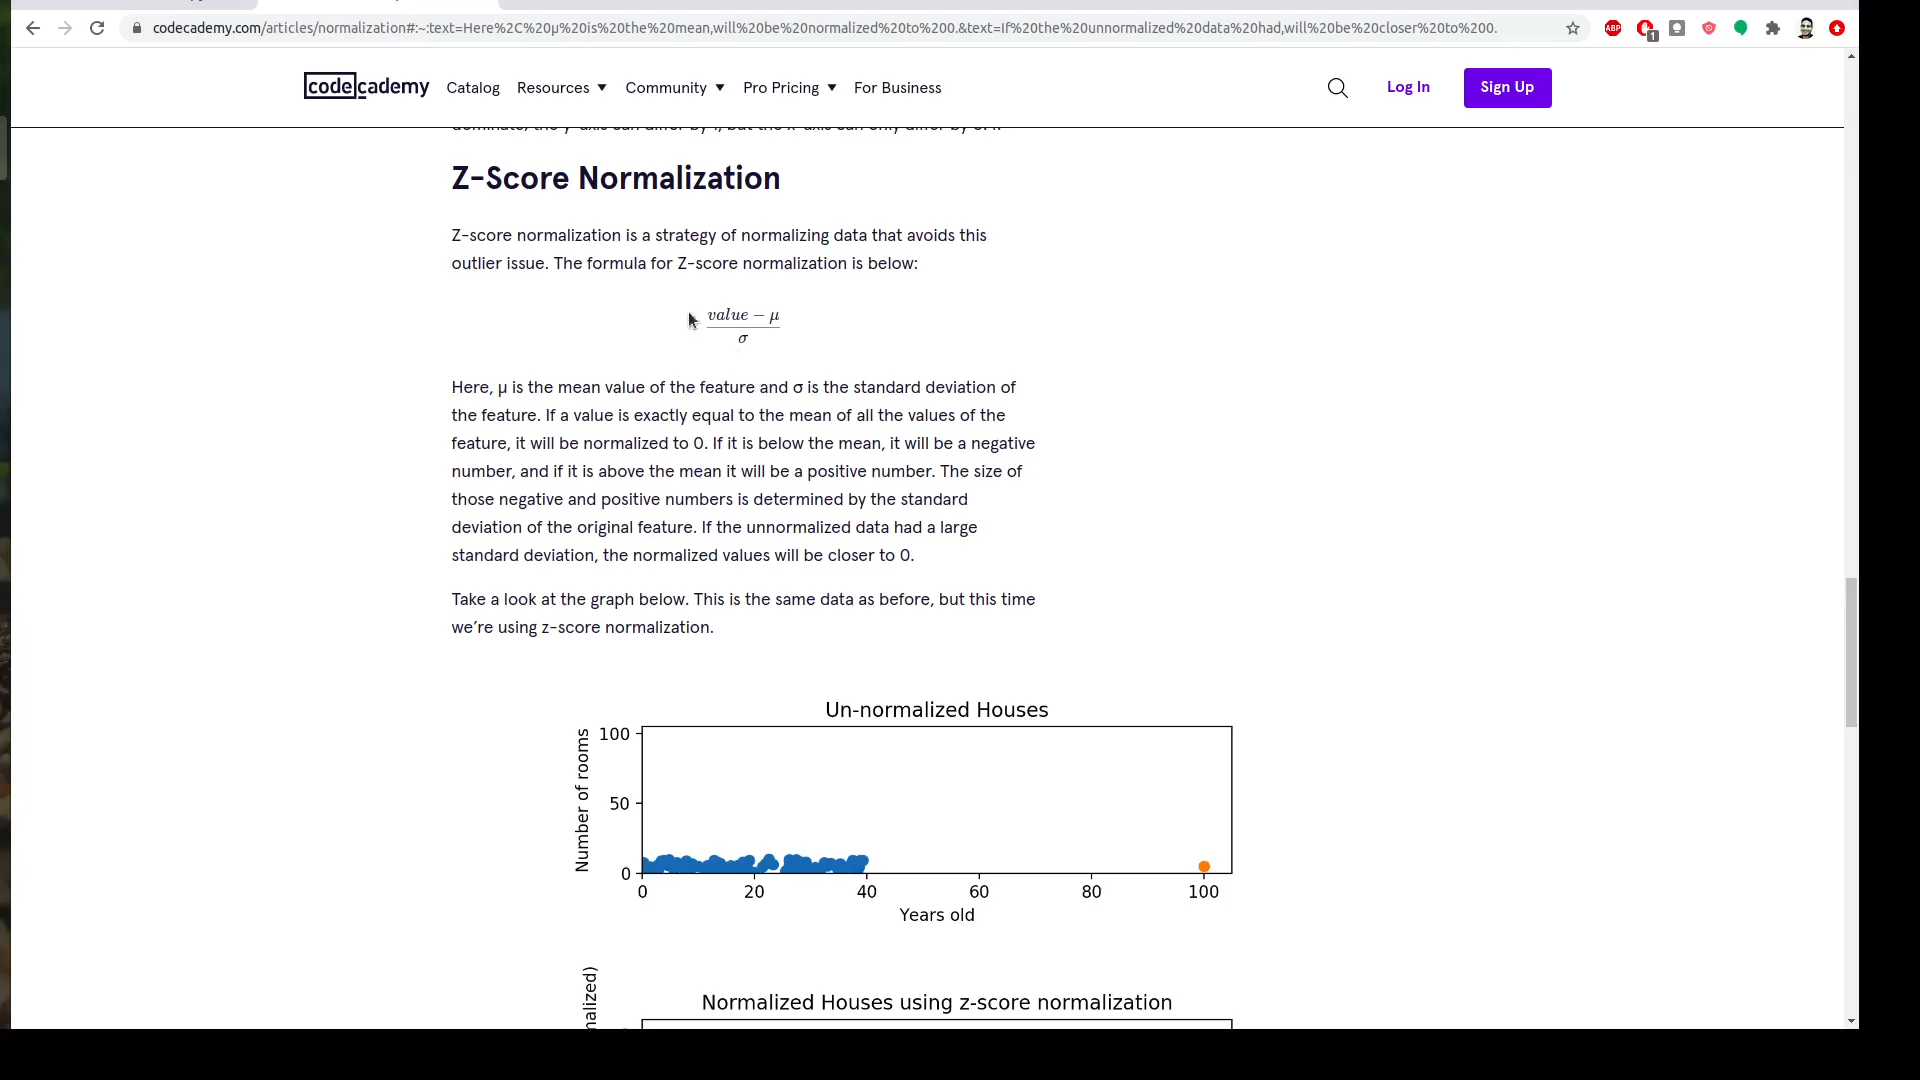 codecademy.com/articles/normalization#:~:text=Here%2C%20μ%20is%20the%20mean,will%20be%20normalized%20to%200.&text=If%20the%20unnormalized%20data%20had,will%20be%20closer%20to%200.
ABP
1
codecademy Catalog Resources Community Pro Pricing For Business Log In Sign Up
Z-Score Normalization
Z-score normalization is a strategy of normalizing data that avoids this
outlier issue. The formula for Z-score normalization is below:
value − μ
σ
Here, μ is the mean value of the feature and σ is the standard deviation of
the feature. If a value is exactly equal to the mean of all the values of the
feature, it will be normalized to 0. If it is below the mean, it will be a negative
number, and if it is above the mean it will be a positive number. The size of
those negative and positive numbers is determined by the standard
deviation of the original feature. If the unnormalized data had a large
standard deviation, the normalized values will be closer to 0.
Take a look at the graph below. This is the same data as before, but this time
we’re using z-score normalization.
Un-normalized Houses
Number of rooms
100
50
0
0 20 40 60 80 100
Years old
malized)
Normalized Houses using z-score normalization